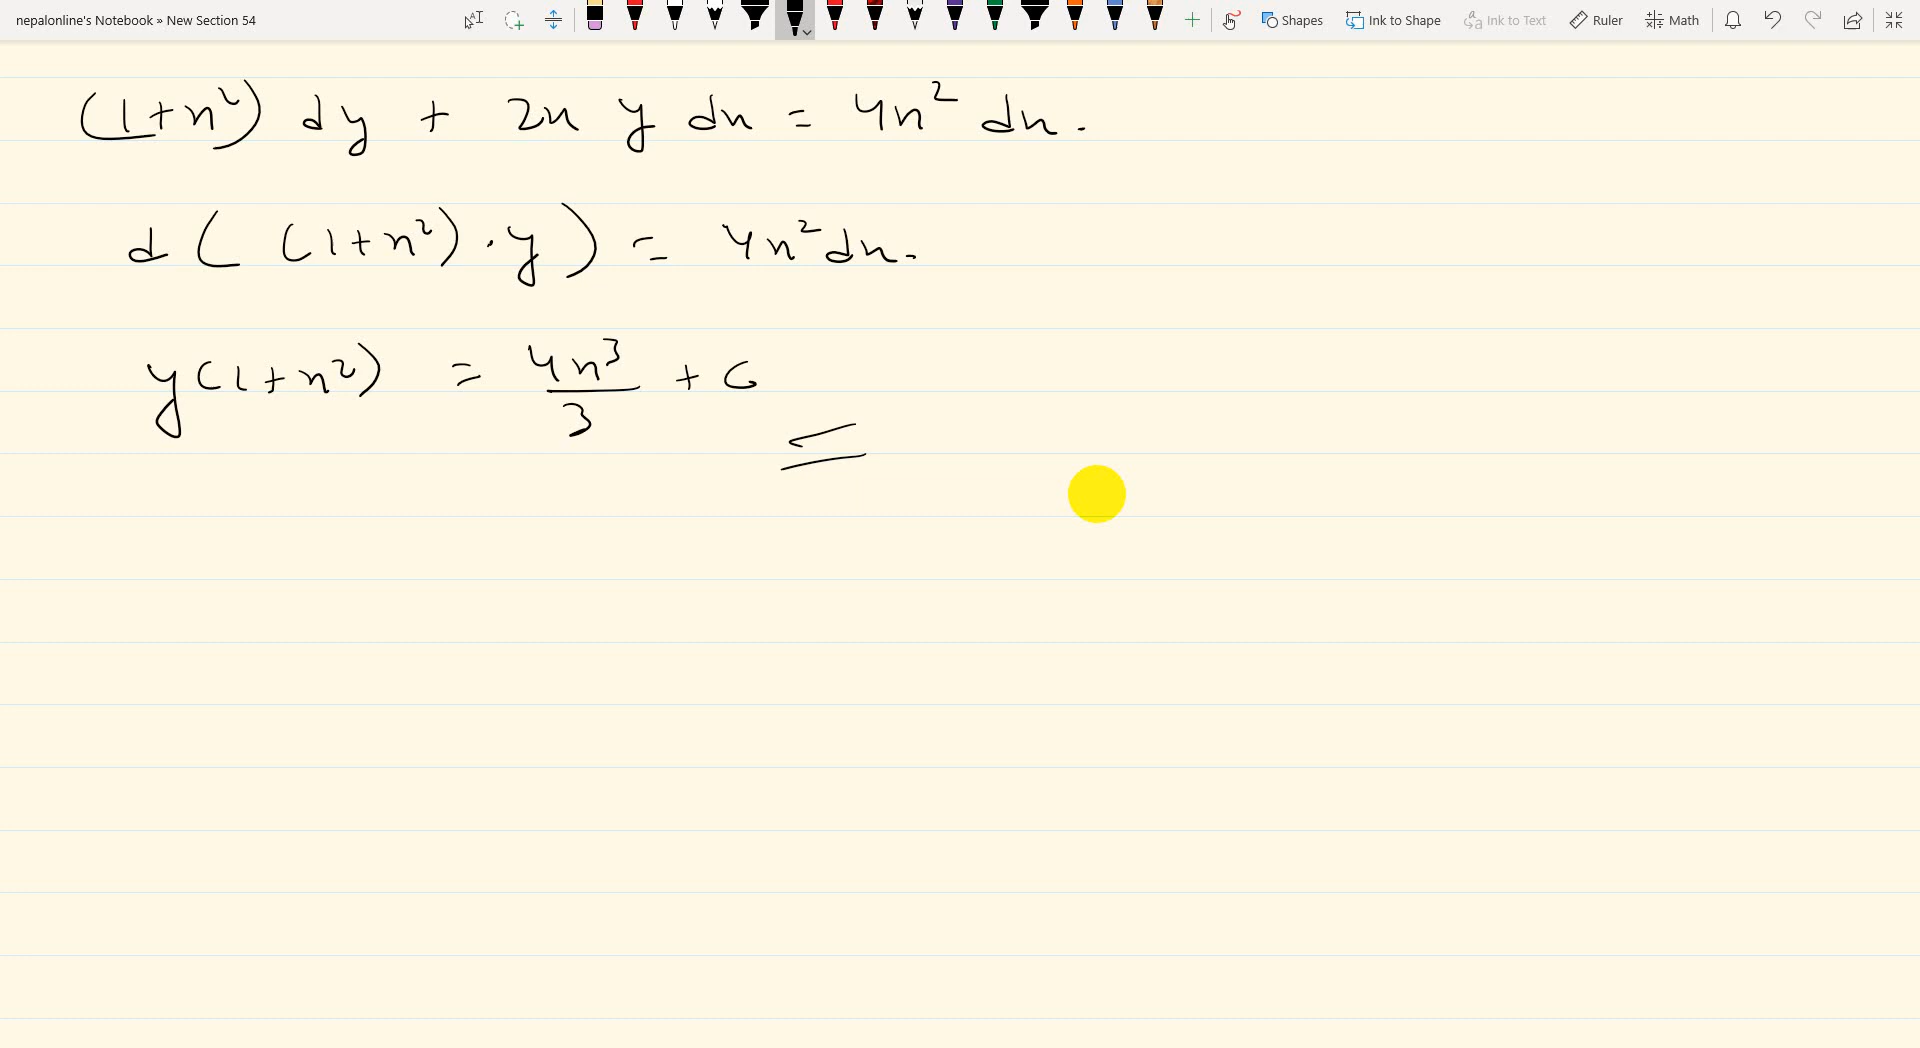 nepalonline's Notebook » New Section 54 Shapes Ink to Shape Ink to Text Ruler Math
(1+x²) dy + 2x y dx = 4x² dx.
d ( (1+x²) · y ) = 4x² dx.
y(1+x²) = 4x³/3 + c